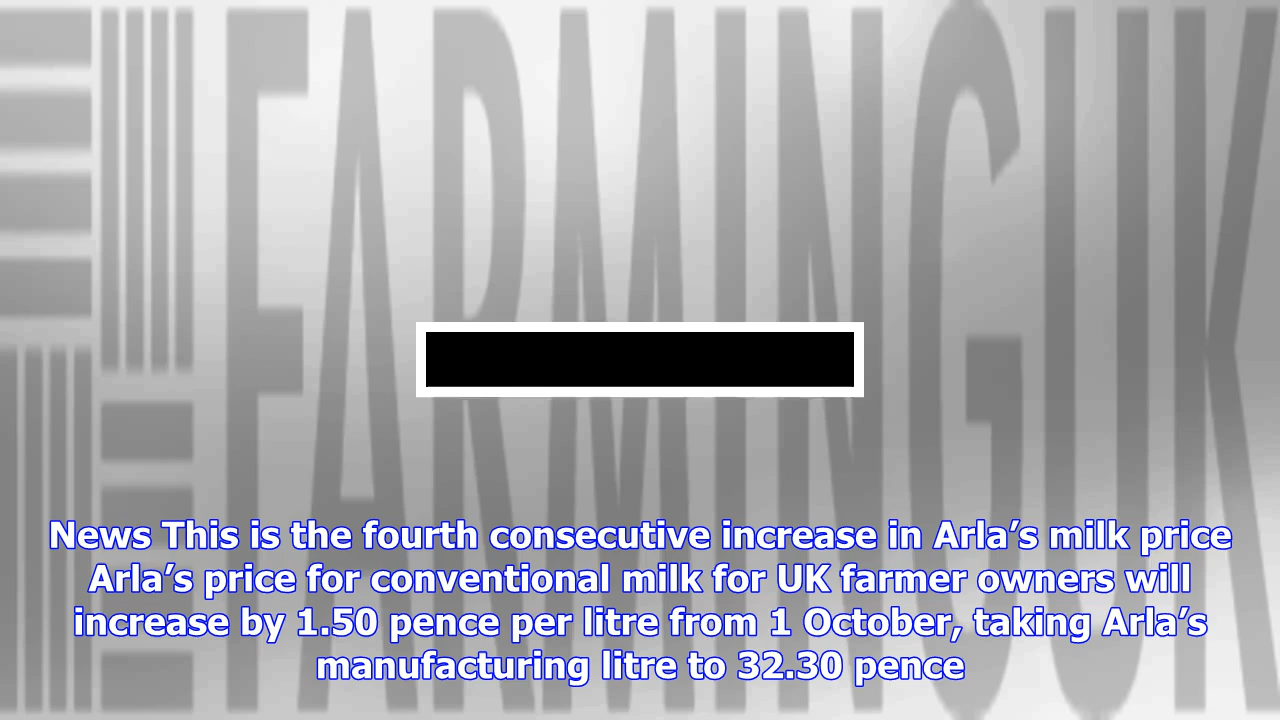 FARMINGUK
News This is the fourth consecutive increase in Arla’s milk price
Arla’s price for conventional milk for UK farmer owners will
increase by 1.50 pence per litre from 1 October, taking Arla’s
manufacturing litre to 32.30 pence